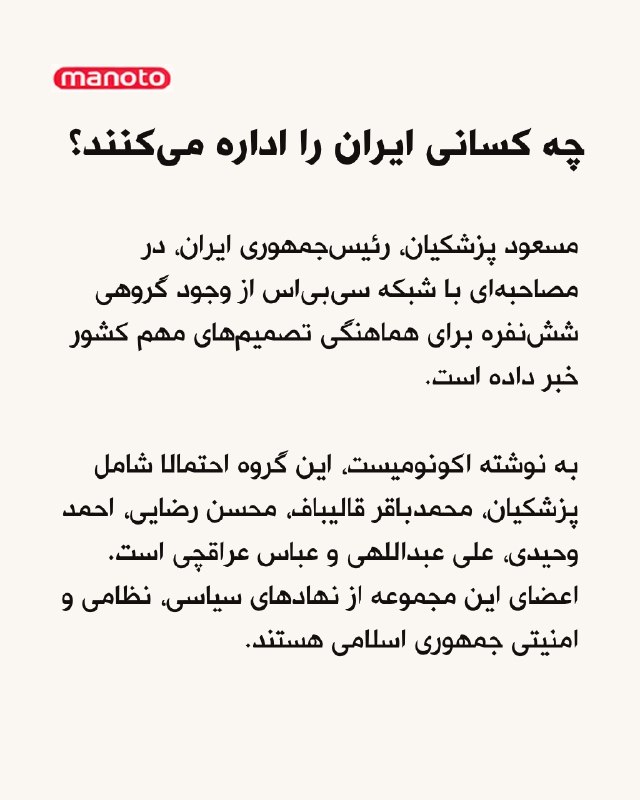 manoto
چه کسانی ایران را اداره می‌کنند؟
مسعود پزشکیان، رئیس‌جمهوری ایران، در
مصاحبه‌ای با شبکه سی‌بی‌اس از وجود گروهی
شش‌نفره برای هماهنگی تصمیم‌های مهم کشور
خبر داده است.
به نوشته اکونومیست، این گروه احتمالا شامل
پزشکیان، محمدباقر قالیباف، محسن رضایی، احمد
وحیدی، علی عبداللهی و عباس عراقچی است.
اعضای این مجموعه از نهادهای سیاسی، نظامی و
امنیتی جمهوری اسلامی هستند.